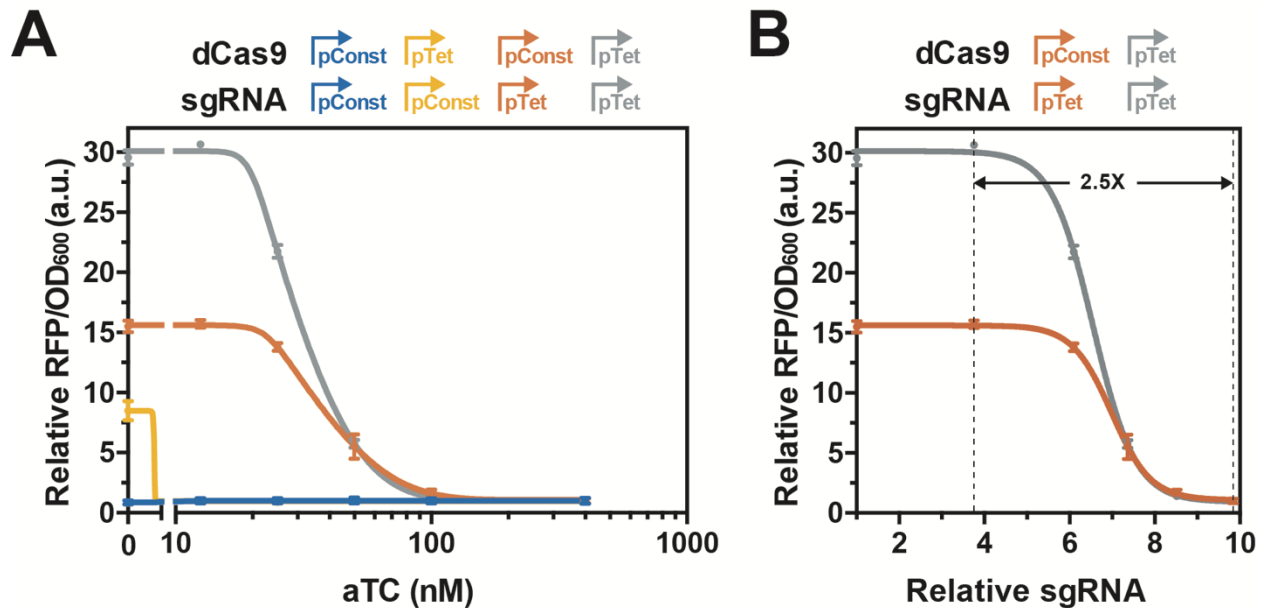 A
dCas9 pConst pTet pConst pTet
sgRNA pConst pConst pTet pTet
Relative RFP/OD600 (a.u.)
30
25
20
15
10
5
0
0 10 100 1000
aTC (nM)
B
dCas9 pConst pTet
sgRNA pTet pTet
Relative RFP/OD600 (a.u.)
30
25
20
15
10
5
0
2.5X
2 4 6 8 10
Relative sgRNA